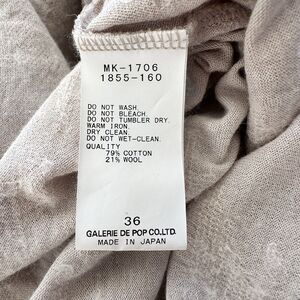 MK-1706
1855-160
DO NOT WASH.
DO NOT BLEACH.
DO NOT TUMBLER DRY.
WARM IRON.
DRY CLEAN.
DO NOT WET-CLEAN.
QUALITY
79% COTTON
21% WOOL
36
GALERIE DE POP CO.LTD.
MADE IN JAPAN